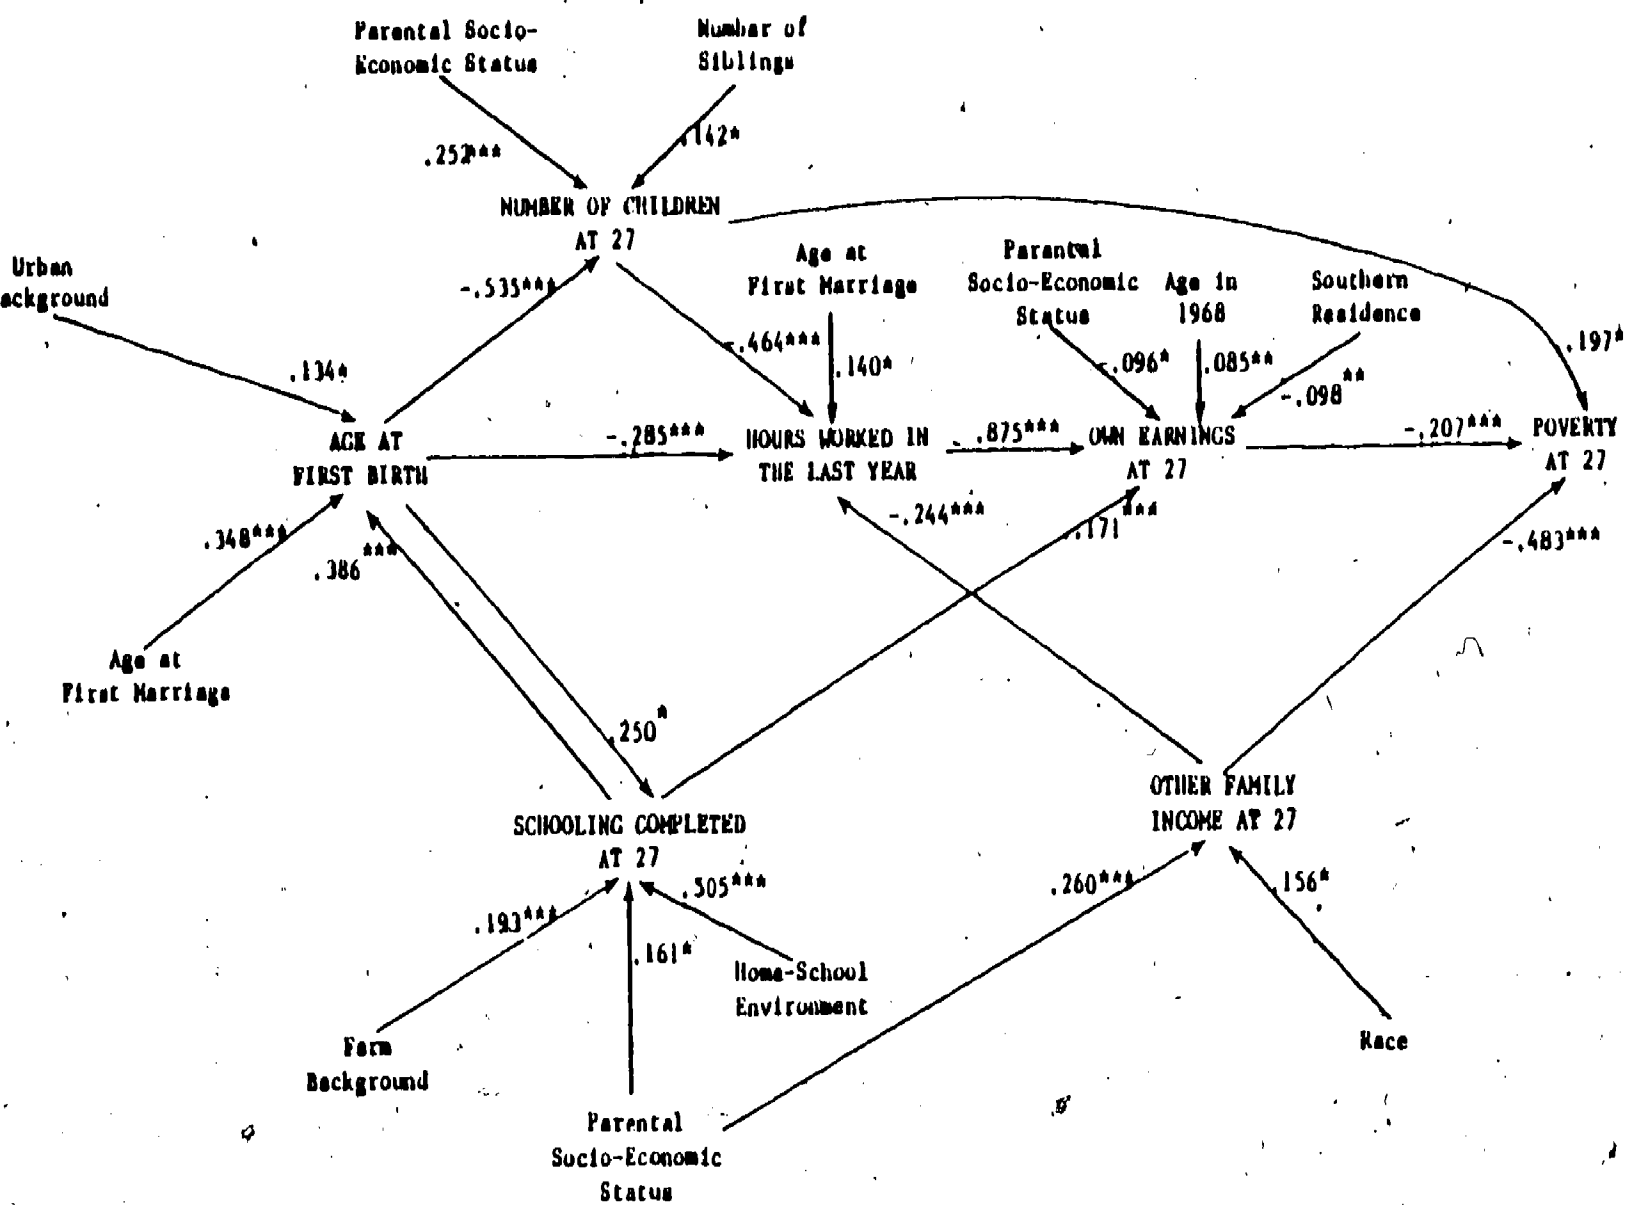 Parental Socio-
Economic Status
Number of
Siblings
.252***
.142*
NUMBER OF CHILDREN
AT 27
Urban
ackground
-.535***
Age at
First Marriage
Parental
Socio-Economic
Status
Age in
1968
Southern
Residence
.134*
-.464***
.140*
-.096*
.085**
-.098**
.197*
AGE AT
FIRST BIRTH
-.285***
HOURS WORKED IN
THE LAST YEAR
.875***
OWN EARNINGS
AT 27
-.207***
POVERTY
AT 27
.348***
.386***
-.244***
.171***
-.483***
Age at
First Marriage
.250*
SCHOOLING COMPLETED
AT 27
OTHER FAMILY
INCOME AT 27
.193***
.161*
.505***
.260***
.156*
Home-School
Environment
Farm
Background
Race
Parental
Socio-Economic
Status